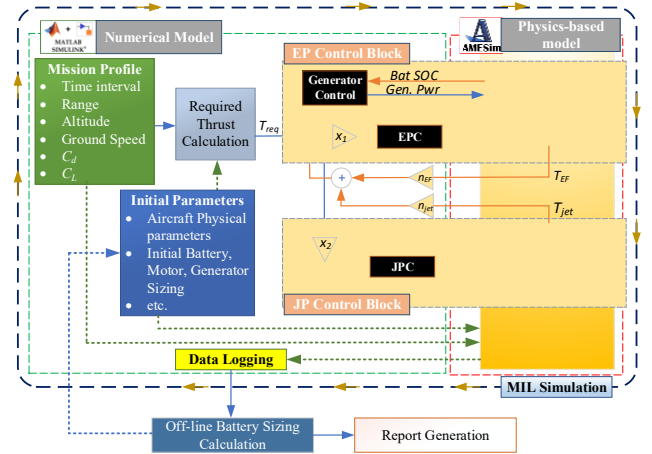 MATLAB
SIMULINK®
Numerical Model
AMESim
Physics-based
model
Mission Profile
• Time interval
• Range
• Altitude
• Ground Speed
• Cd
• CL
Required
Thrust
Calculation
Treq
EP Control Block
Generator
Control
Bat SOC
Gen. Pwr
x1
EPC
+
nEF
TEF
njet
Tjet
Initial Parameters
• Aircraft Physical
parameters
• Initial Battery,
Motor, Generator
Sizing
• etc.
x2
JPC
JP Control Block
Data Logging
MIL Simulation
Off-line Battery Sizing
Calculation
Report Generation